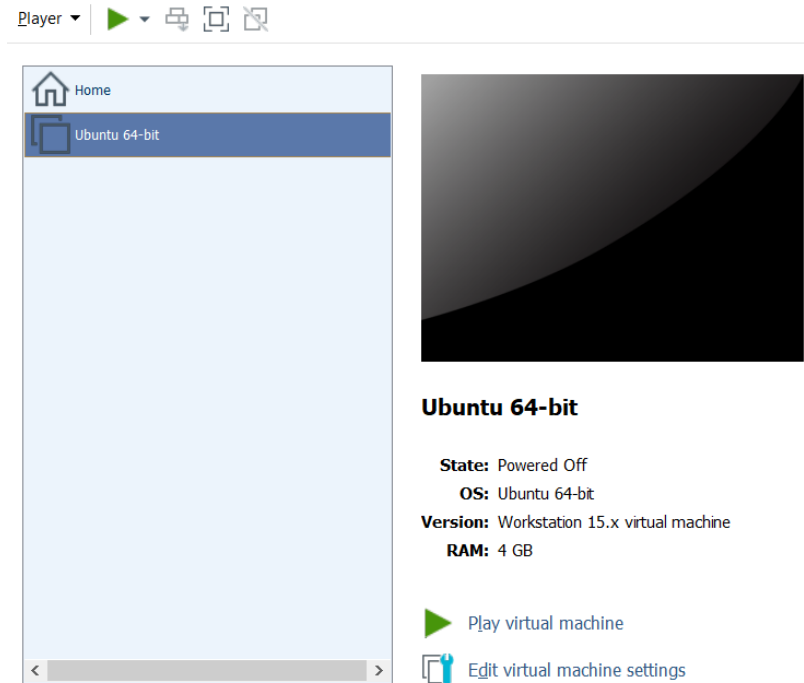 Player
Home
Ubuntu 64-bit
Ubuntu 64-bit
State: Powered Off
OS: Ubuntu 64-bit
Version: Workstation 15.x virtual machine
RAM: 4 GB
Play virtual machine
Edit virtual machine settings